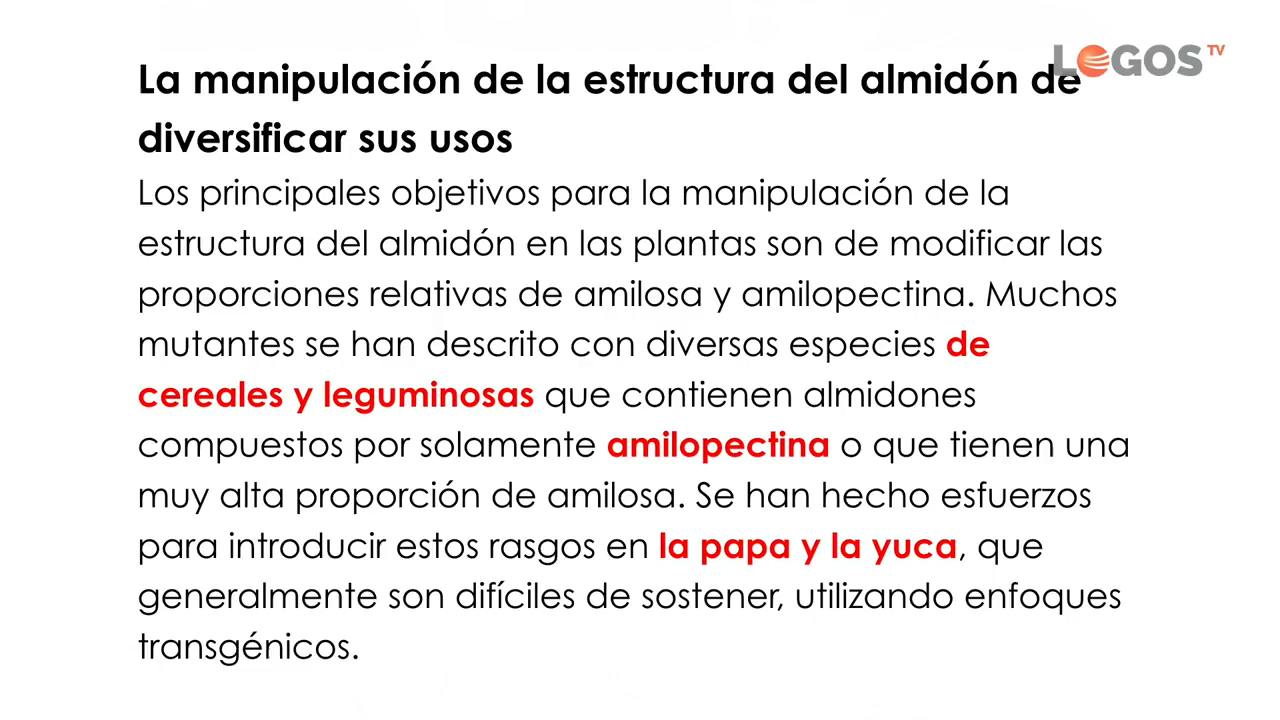 LOGOS TV
La manipulación de la estructura del almidón de
diversificar sus usos
Los principales objetivos para la manipulación de la
estructura del almidón en las plantas son de modificar las
proporciones relativas de amilosa y amilopectina. Muchos
mutantes se han descrito con diversas especies de
cereales y leguminosas que contienen almidones
compuestos por solamente amilopectina o que tienen una
muy alta proporción de amilosa. Se han hecho esfuerzos
para introducir estos rasgos en la papa y la yuca, que
generalmente son difíciles de sostener, utilizando enfoques
transgénicos.